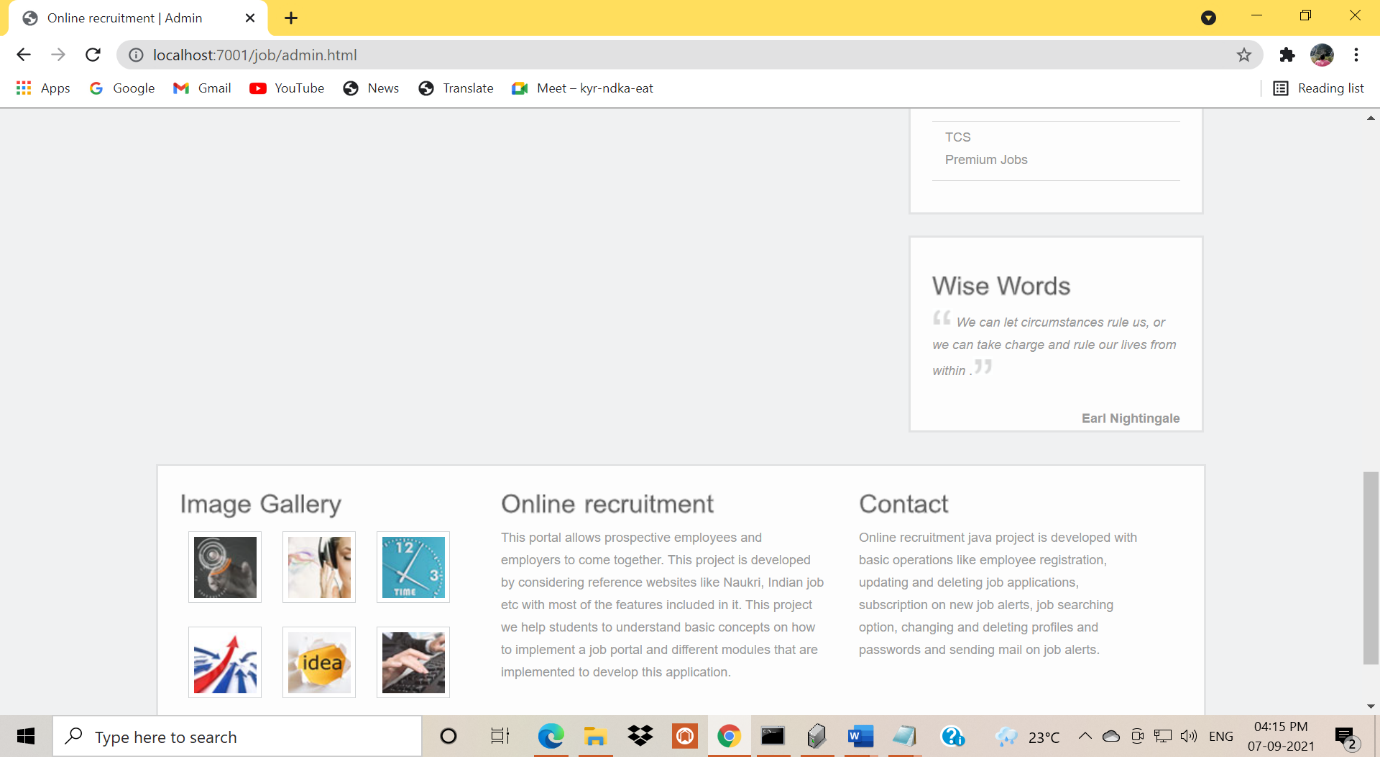 Online recruitment | Admin
localhost:7001/job/admin.html
Apps
Google
Gmail
YouTube
News
Translate
Meet – kyr-ndka-eat
Reading list
TCS
Premium Jobs
Wise Words
“ We can let circumstances rule us, or
we can take charge and rule our lives from
within .”
Earl Nightingale
Image Gallery
12
3
TIME
idea
Online recruitment
This portal allows prospective employees and
employers to come together. This project is developed
by considering reference websites like Naukri, Indian job
etc with most of the features included in it. This project
we help students to understand basic concepts on how
to implement a job portal and different modules that are
implemented to develop this application.
Contact
Online recruitment java project is developed with
basic operations like employee registration,
updating and deleting job applications,
subscription on new job alerts, job searching
option, changing and deleting profiles and
passwords and sending mail on job alerts.
Type here to search
23°C
ENG
04:15 PM
07-09-2021
2